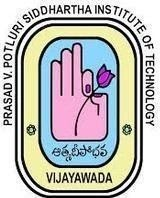 PRASAD V. POTLURI SIDDHARTHA INSTITUTE OF TECHNOLOGY
ఆత్మదీపోభవ
VIJAYAWADA